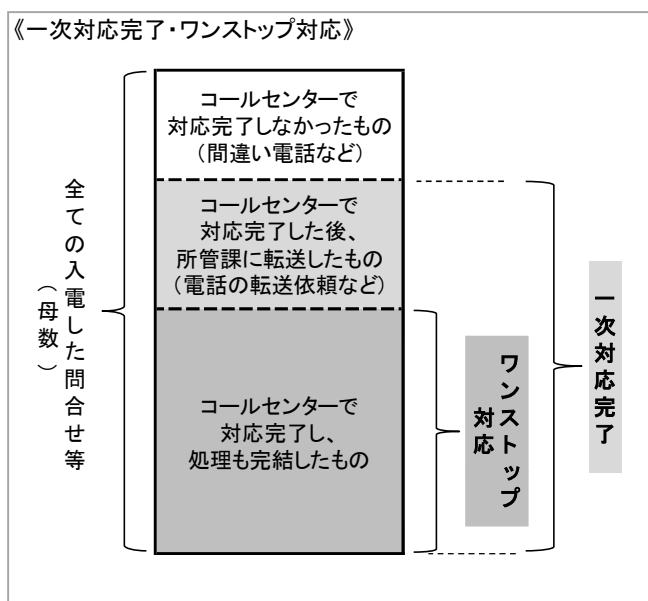 《一次対応完了・ワンストップ対応》
全ての入電した問合せ等
（母数）
コールセンターで
対応完了しなかったもの
（間違い電話など）
コールセンターで
対応完了した後、
所管課に転送したもの
（電話の転送依頼など）
コールセンターで
対応完了し、
処理も完結したもの
ワンストップ
対応
一次対応完了